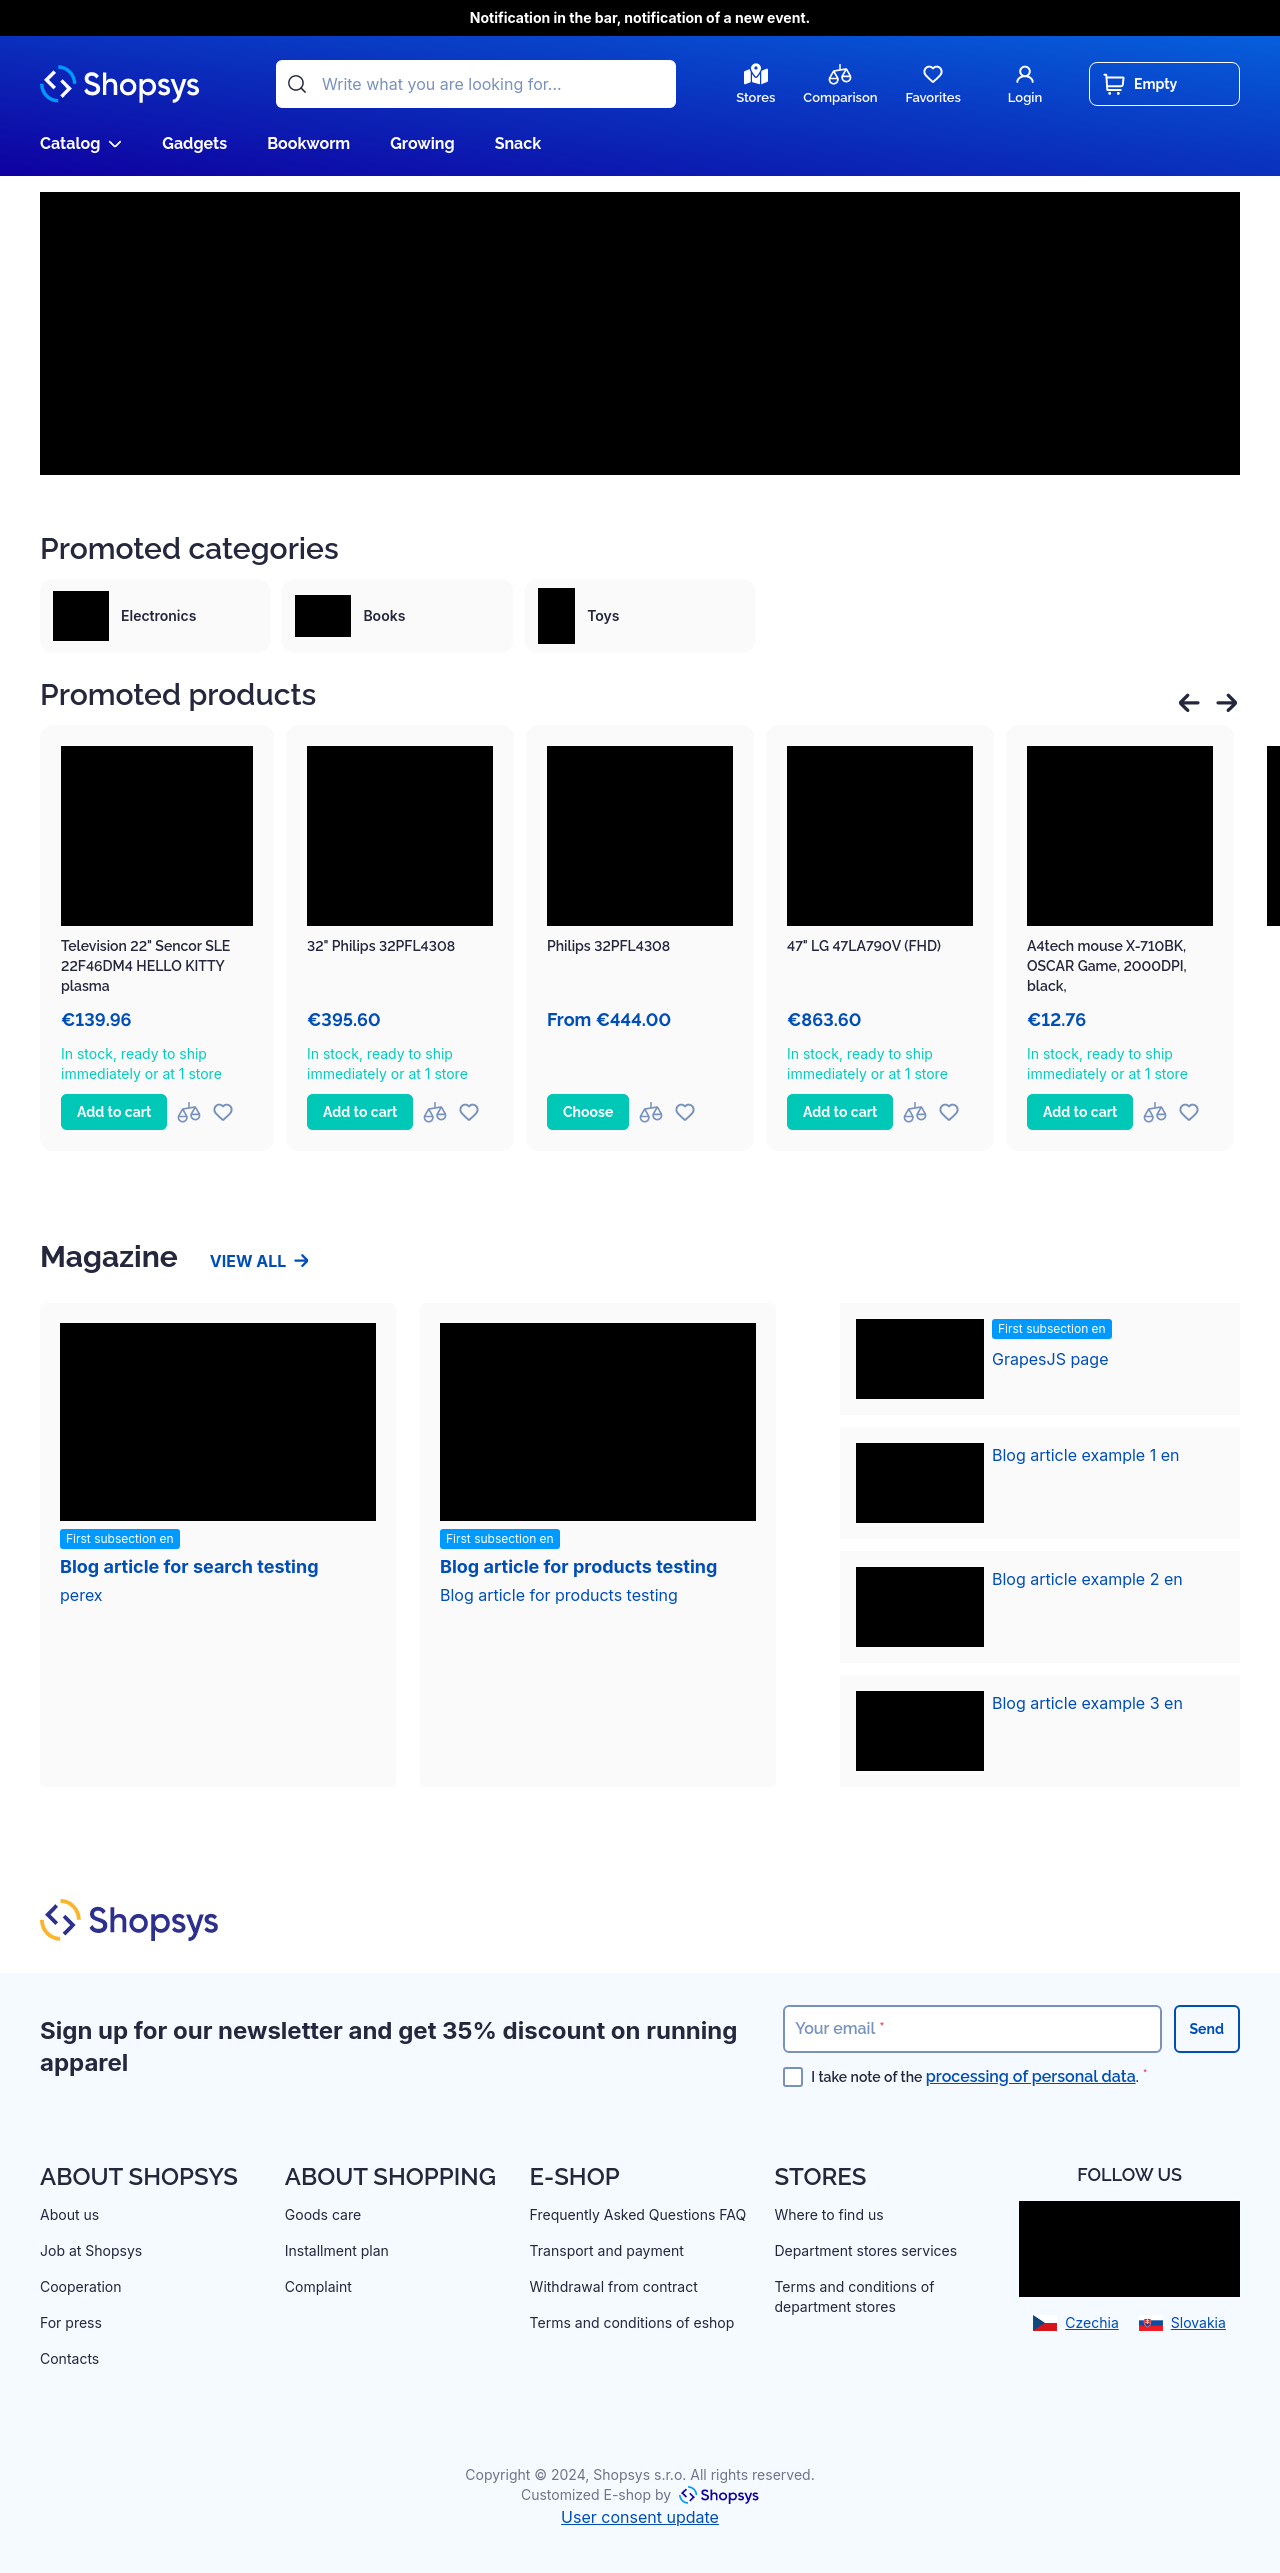 Notification in the bar, notification of a new event.
Shopsys
Write what you are looking for...
Stores
Comparison
Favorites
Login
Empty
Catalog
Gadgets
Bookworm
Growing
Snack
Promoted categories
Electronics
Books
Toys
Promoted products
Television 22" Sencor SLE
22F46DM4 HELLO KITTY
plasma
€139.96
In stock, ready to ship
immediately or at 1 store
Add to cart
32" Philips 32PFL4308
€395.60
In stock, ready to ship
immediately or at 1 store
Add to cart
Philips 32PFL4308
From €444.00
Choose
47" LG 47LA790V (FHD)
€863.60
In stock, ready to ship
immediately or at 1 store
Add to cart
A4tech mouse X-710BK,
OSCAR Game, 2000DPI,
black,
€12.76
In stock, ready to ship
immediately or at 1 store
Add to cart
Magazine
VIEW ALL
First subsection en
Blog article for search testing
perex
First subsection en
Blog article for products testing
Blog article for products testing
First subsection en
GrapesJS page
Blog article example 1 en
Blog article example 2 en
Blog article example 3 en
Shopsys
Sign up for our newsletter and get 35% discount on running
apparel
Your email *
Send
I take note of the processing of personal data. *
ABOUT SHOPSYS
About us
Job at Shopsys
Cooperation
For press
Contacts
ABOUT SHOPPING
Goods care
Installment plan
Complaint
E-SHOP
Frequently Asked Questions FAQ
Transport and payment
Withdrawal from contract
Terms and conditions of eshop
STORES
Where to find us
Department stores services
Terms and conditions of
department stores
FOLLOW US
Czechia
Slovakia
Copyright © 2024, Shopsys s.r.o. All rights reserved.
Customized E-shop by Shopsys
User consent update